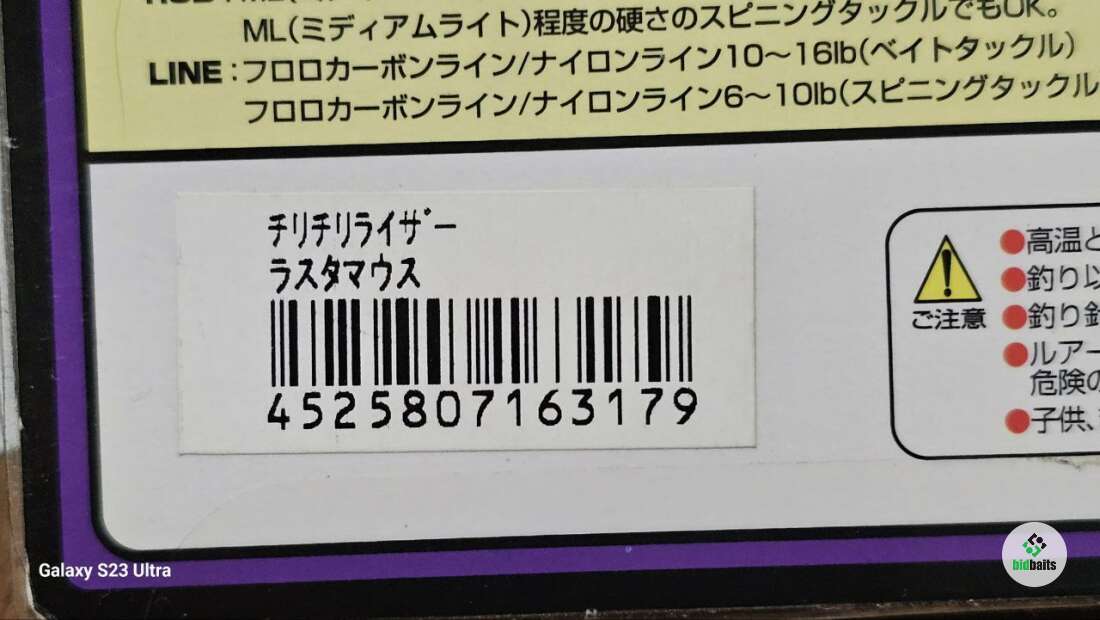 ML(ミディアムライト)程度の硬さのスピニングタックルでもOK。
LINE:フロロカーボンライン/ナイロンライン10〜16lb(ベイトタックル)
フロロカーボンライン/ナイロンライン6〜10lb(スピニングタックル
チリチリライザー
ラスタマウス
4525807163179
ご注意
●高温と
●釣り以
●釣り針
●ルアー
危険の
●子供、
Galaxy S23 Ultra
bidbaits